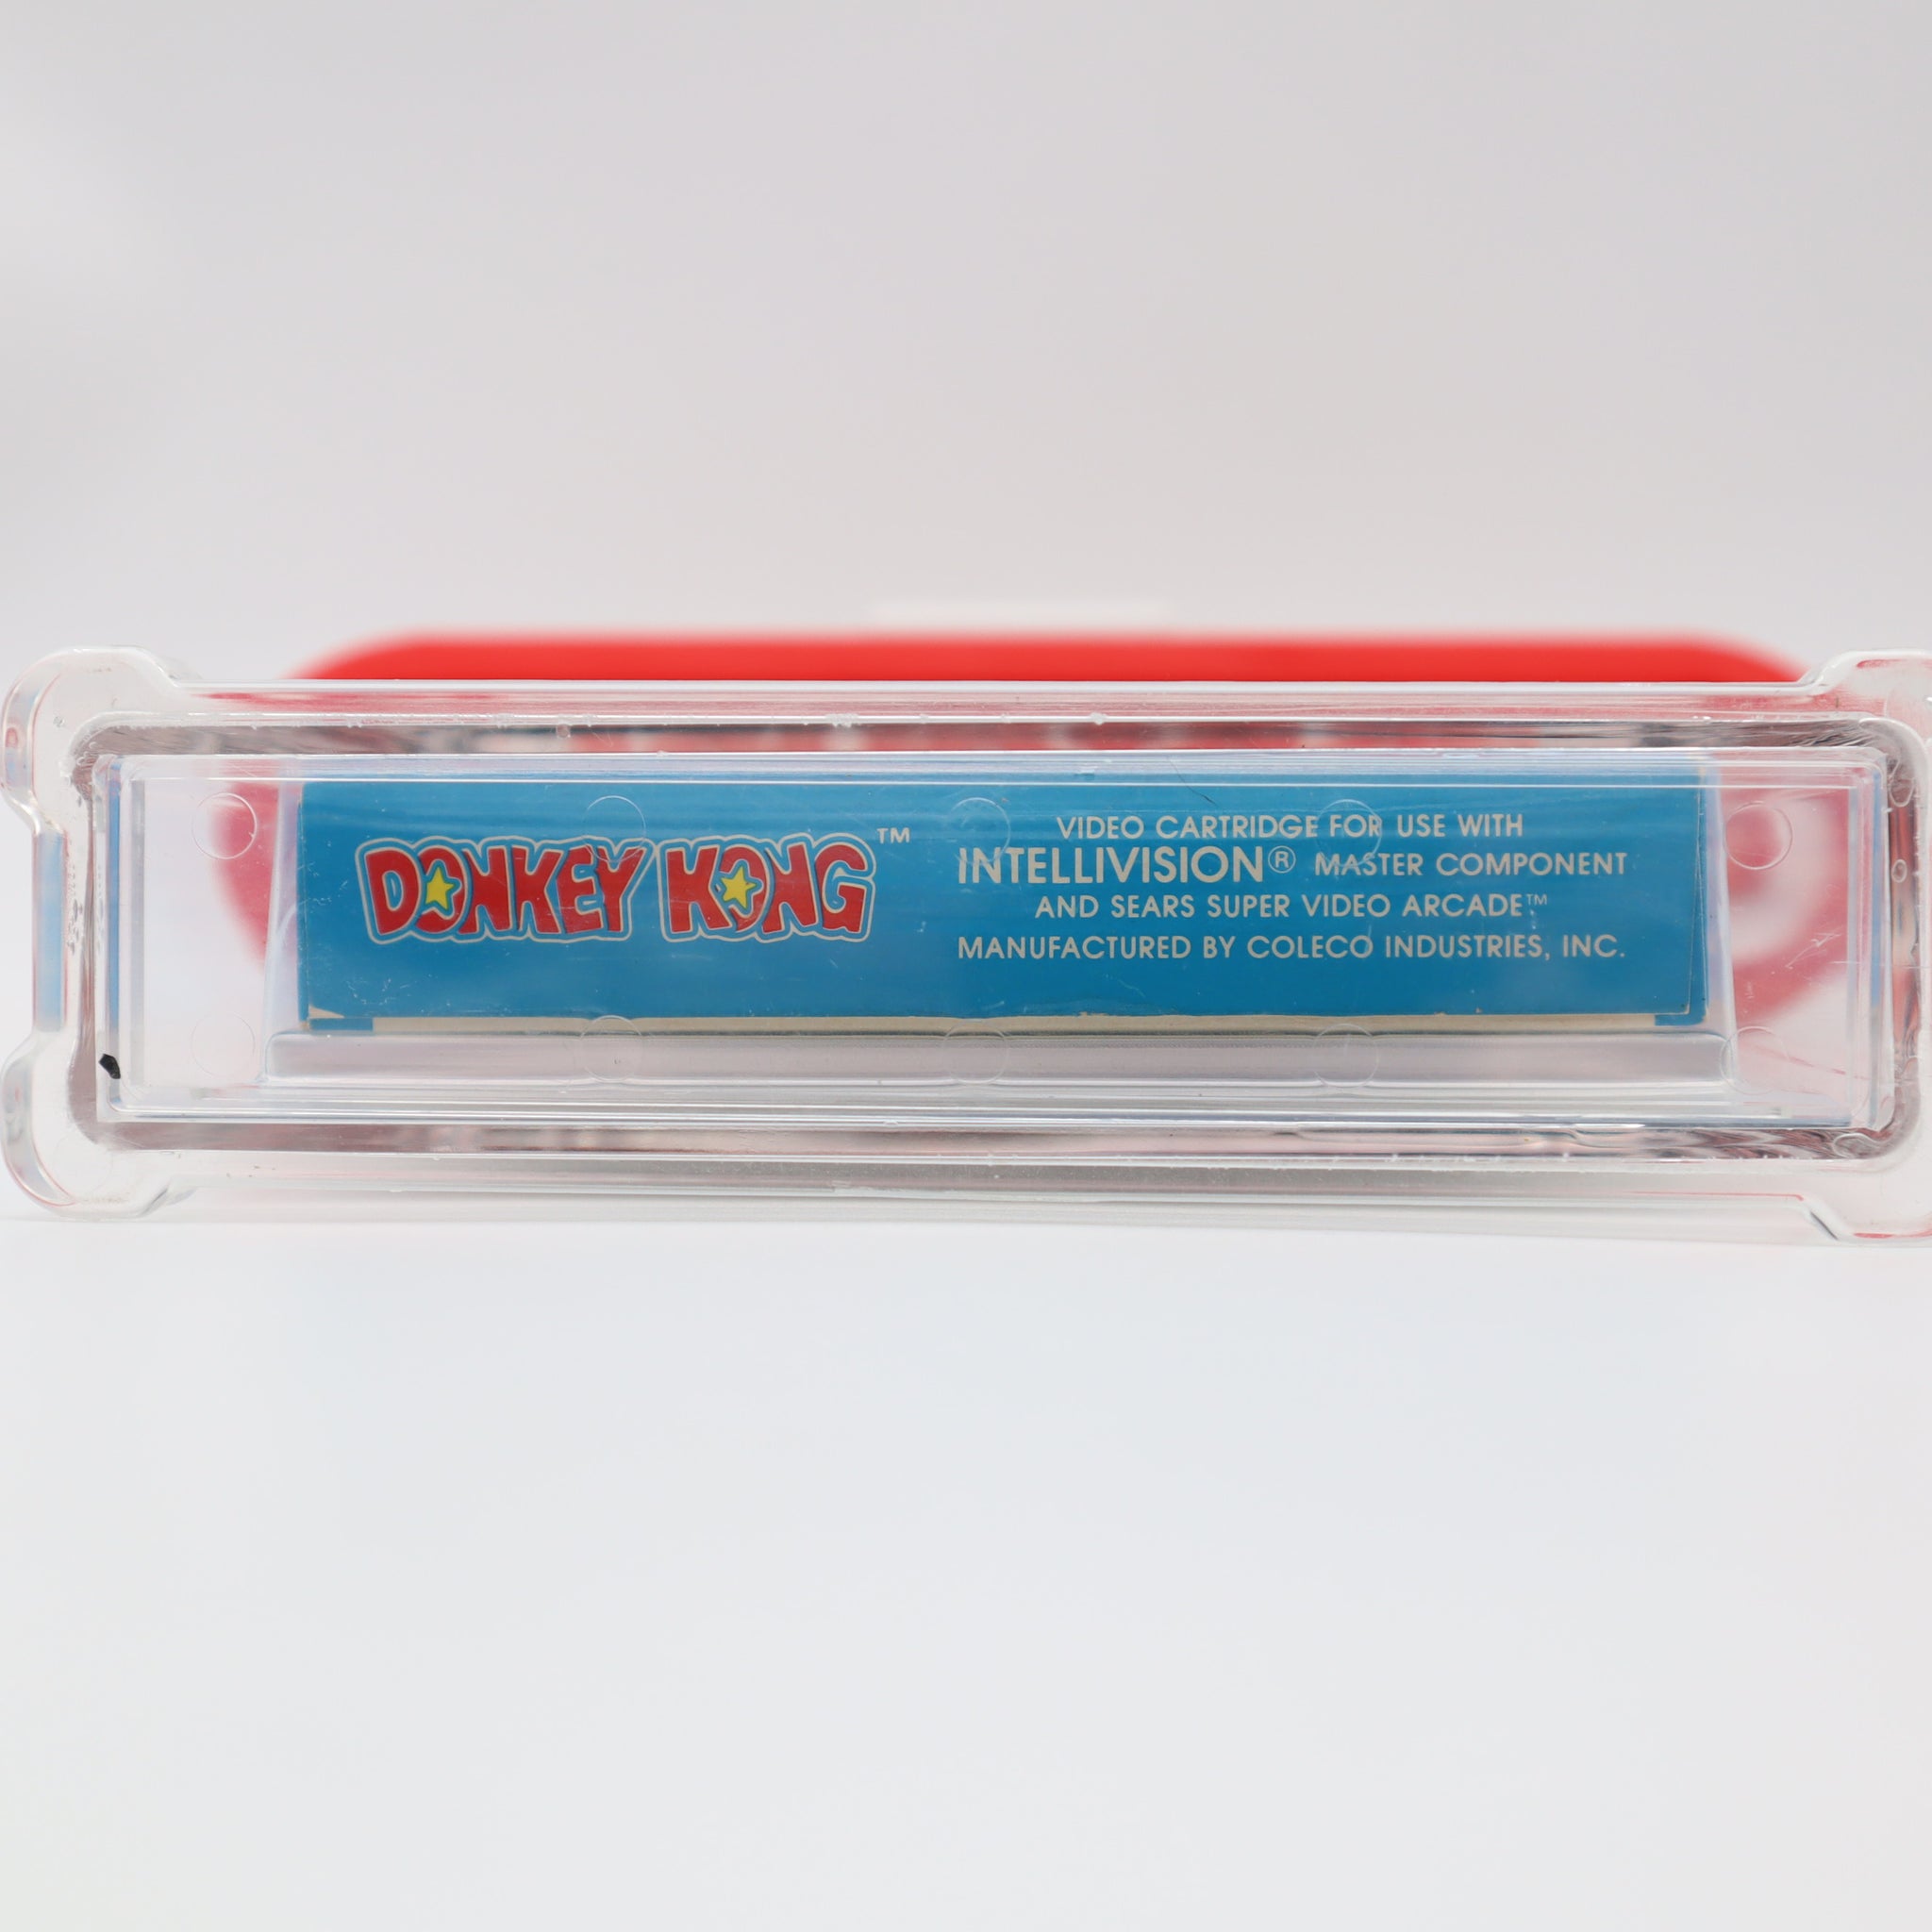 DONKEY KONG™
VIDEO CARTRIDGE FOR USE WITH
INTELLIVISION® MASTER COMPONENT
AND SEARS SUPER VIDEO ARCADE™
MANUFACTURED BY COLECO INDUSTRIES, INC.